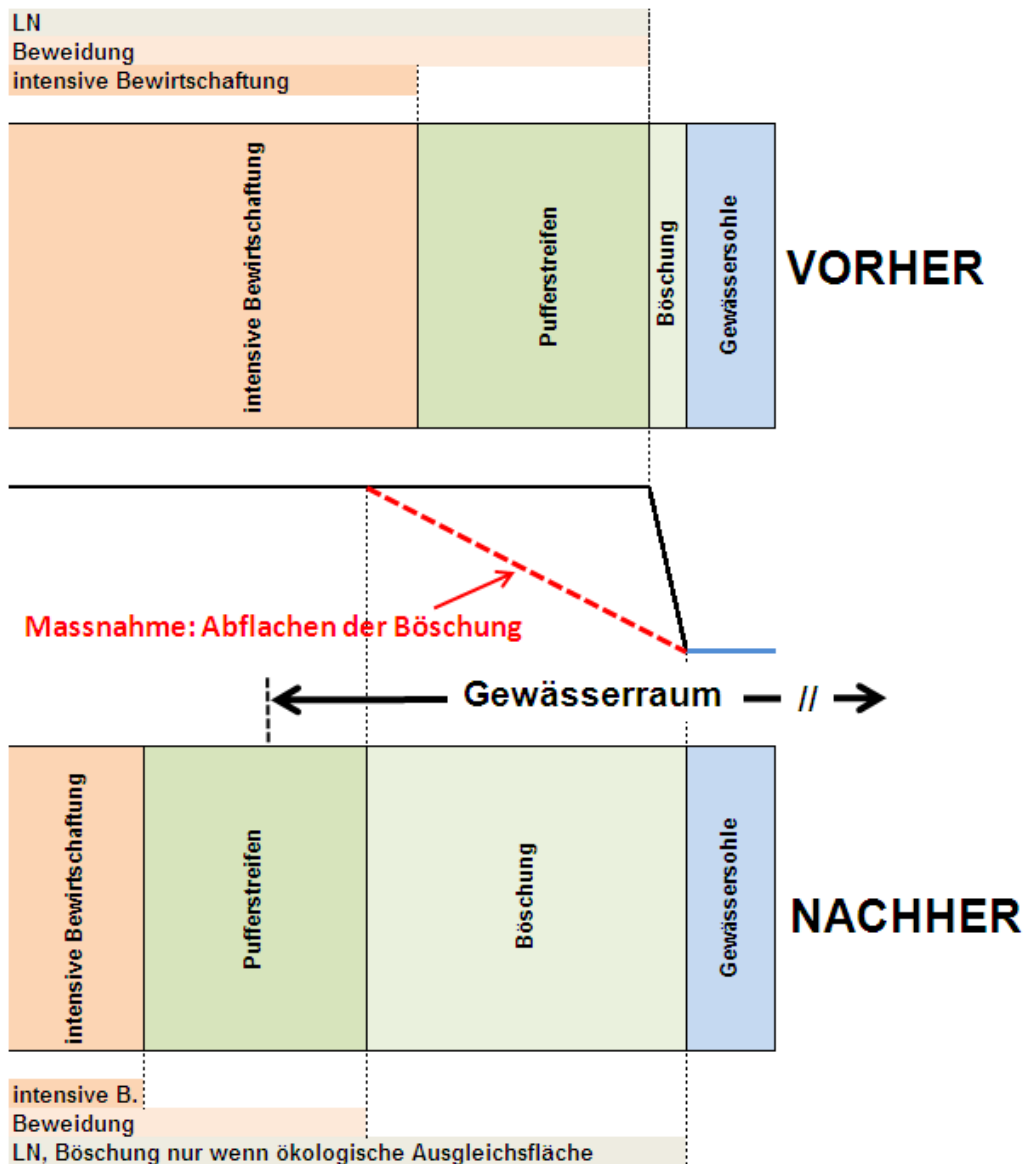 LN
Beweidung
intensive Bewirtschaftung
intensive Bewirtschaftung
Pufferstreifen
Böschung
Gewässersohle
VORHER
Massnahme: Abflachen der Böschung
Gewässerraum //
intensive Bewirtschaftung
Pufferstreifen
Böschung
Gewässersohle
NACHHER
intensive B.
Beweidung
LN, Böschung nur wenn ökologische Ausgleichsfläche